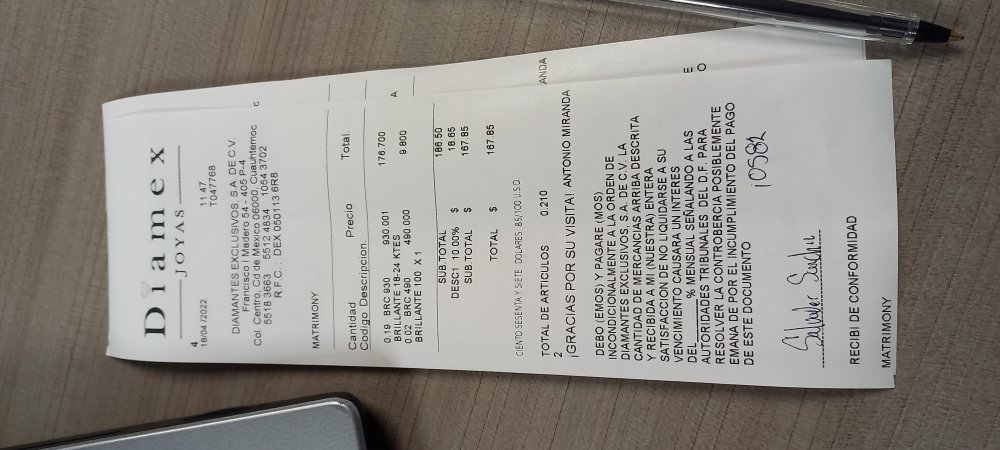 Diamex
JOYAS
4
18/04/2022 11:47
T047768
DIAMANTES EXCLUSIVOS, S.A. DE C.V.
Francisco I Madero 54 - 405 P-4
Col. Centro, Cd de Mexico 06000, Cuauhtemoc
5518 3663 5512 4834 1054 3702
R.F.C.: DEX 050113 6R8
MATRIMONY
Cantidad
Codigo Descripcion. Precio Total.
0.19 BRC 930 930.001 176.700
BRILLANTE 18-24 KTES
0.02 BRC 490 490.000 9.800
BRILLANTE 100 X 1
SUB TOTAL 186.50
DESC1 10.00% $ 18.65
SUB TOTAL $ 167.85
TOTAL $ 167.85
CIENTO SESENTA Y SIETE DOLARES 85/100 U.S.D.
TOTAL DE ARTICULOS 0.210
2
¡GRACIAS POR SU VISITA! ANTONIO MIRANDA
DEBO (EMOS) Y PAGARE (MOS)
INCONDICIONALMENTE A LA ORDEN DE
DIAMANTES EXCLUSIVOS, S.A. DE C.V. LA
CANTIDAD DE MERCANCIAS ARRIBA DESCRITA
Y RECIBIDA A MI (NUESTRA) ENTERA
SATISFACCION DE NO LIQUIDARSE A SU
VENCIMIENTO CAUSARA UN INTERES
DEL_____% MENSUAL SEÑALANDO A LAS
AUTORIDADES TRIBUNALES DEL D.F. PARA
RESOLVER LA CONTROBERCIA POSIBLEMENTE
EMANA DE POR EL INCUMPLIMIENTO DEL PAGO
DE ESTE DOCUMENTO
10582
RECIBI DE CONFORMIDAD
MATRIMONY
C
A
ANDA
E
O